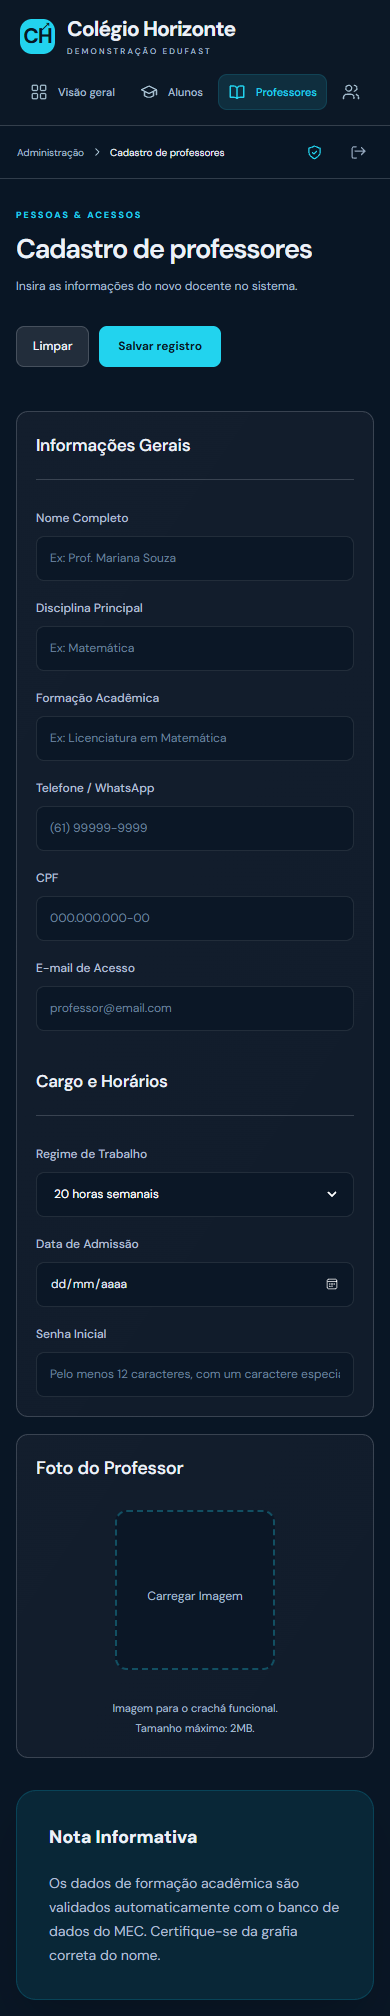 CH
Colégio Horizonte
DEMONSTRAÇÃO EDUFAST
Visão geral
Alunos
Professores
Administração > Cadastro de professores
PESSOAS & ACESSOS
Cadastro de professores
Insira as informações do novo docente no sistema.
Limpar
Salvar registro
Informações Gerais
Nome Completo
Ex: Prof. Mariana Souza
Disciplina Principal
Ex: Matemática
Formação Acadêmica
Ex: Licenciatura em Matemática
Telefone / WhatsApp
(61) 99999-9999
CPF
000.000.000-00
E-mail de Acesso
professor@email.com
Cargo e Horários
Regime de Trabalho
20 horas semanais
Data de Admissão
dd/mm/aaaa
Senha Inicial
Pelo menos 12 caracteres, com um caractere especia
Foto do Professor
Carregar Imagem
Imagem para o crachá funcional.
Tamanho máximo: 2MB.
Nota Informativa
Os dados de formação acadêmica são
validados automaticamente com o banco de
dados do MEC. Certifique-se da grafia
correta do nome.